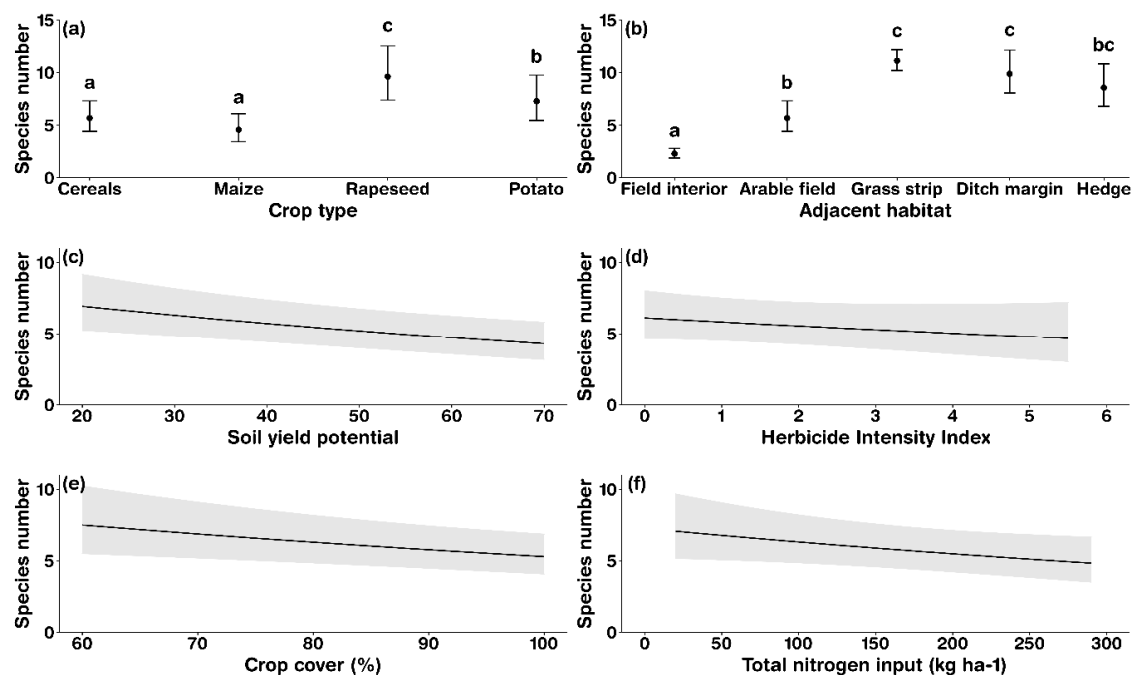 (a)
Species number
15
10
5
0
a
a
c
b
Cereals Maize Rapeseed Potato
Crop type
(b)
Species number
15
10
5
0
a
b
c
c
bc
Field interior Arable field Grass strip Ditch margin Hedge
Adjacent habitat
(c)
Species number
10
5
0
20 30 40 50 60 70
Soil yield potential
(d)
Species number
10
5
0
0 1 2 3 4 5 6
Herbicide Intensity Index
(e)
Species number
10
5
0
60 70 80 90 100
Crop cover (%)
(f)
Species number
10
5
0
0 50 100 150 200 250 300
Total nitrogen input (kg ha-1)